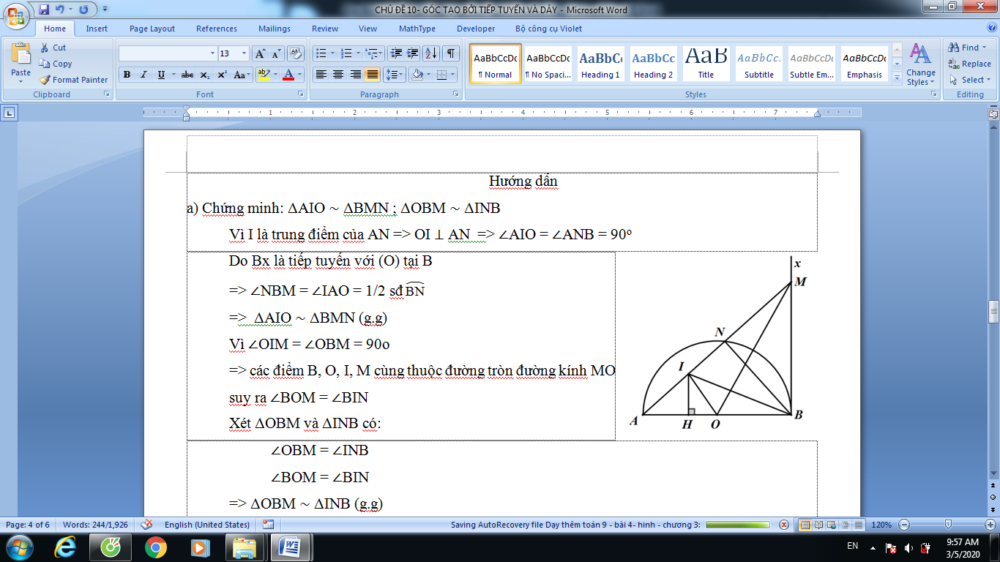 CHỦ ĐỀ 10- GÓC TẠO BỞI TIẾP TUYẾN VÀ DÂY - Microsoft Word
Home Insert Page Layout References Mailings Review View MathType Developer Bộ công cụ Violet
Paste
Cut
Copy
Format Painter
Clipboard
13
B I U abc x₂ x² Aa A
Font
Paragraph
AaBbCcDc AaBbCcDc AaBbC AaBbCc AaB AaBbCc. AaBbCcDc AaBbCcDc
¶ Normal ¶ No Spaci... Heading 1 Heading 2 Title Subtitle Subtle Em... Emphasis
Styles
Change Styles
Find
Replace
Select
Editing
1 2 3 4 5 6 7
Hướng dẫn
a) Chứng minh: ΔAIO ~ ΔBMN ; ΔOBM ~ ΔINB
Vì I là trung điểm của AN => OI ⊥ AN => ∠AIO = ∠ANB = 90º
Do Bx là tiếp tuyến với (O) tại B
=> ∠NBM = ∠IAO = 1/2 sđ BN
=> ΔAIO ~ ΔBMN (g.g)
Vì ∠OIM = ∠OBM = 90o
=> các điểm B, O, I, M cùng thuộc đường tròn đường kính MO
suy ra ∠BOM = ∠BIN
Xét ΔOBM và ΔINB có:
∠OBM = ∠INB
∠BOM = ∠BIN
=> ΔOBM ~ ΔINB (g.g)
x
M
N
I
A H O B
Page: 4 of 6 Words: 244/1,926 English (United States) Saving AutoRecovery file Day thêm toán 9 - bài 4- hinh - chương 3: 120%
EN
9:57 AM
3/5/2020